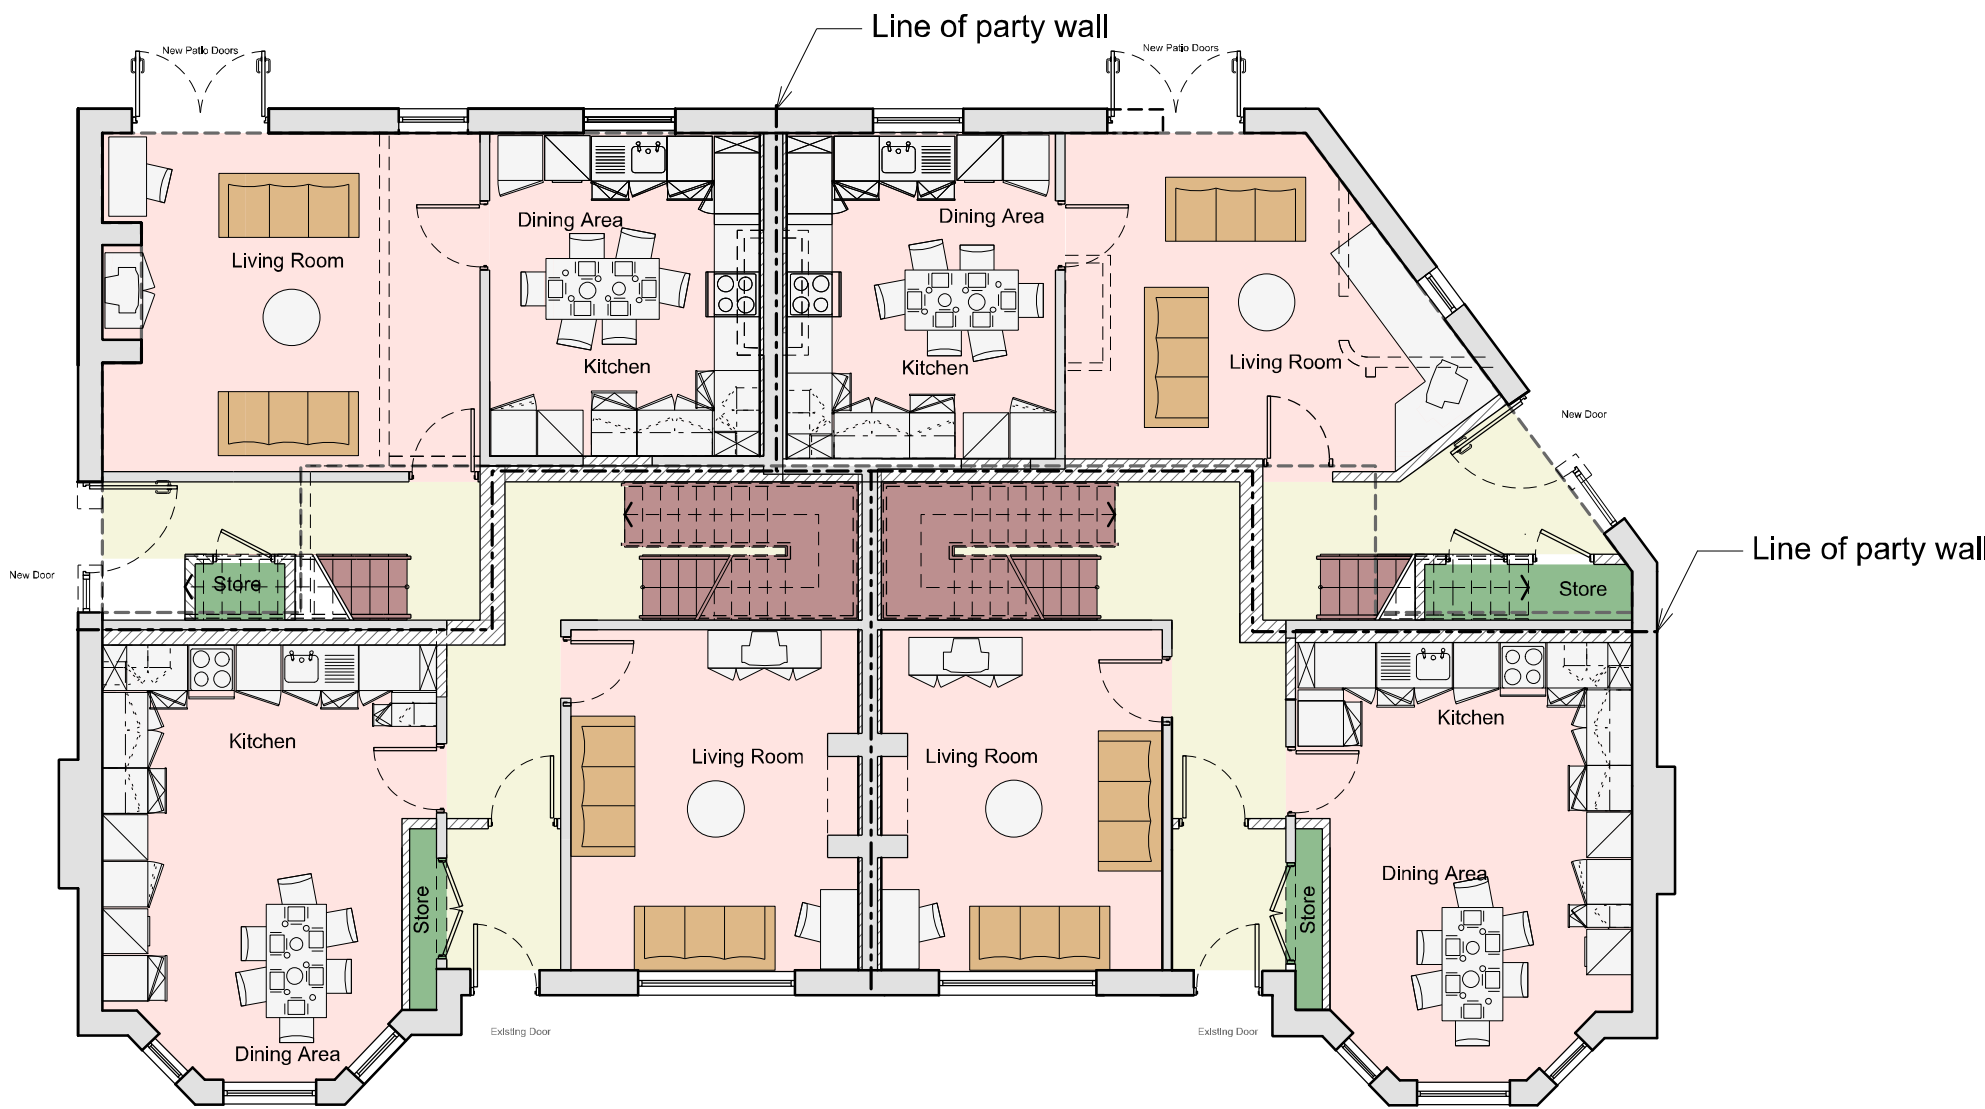 Line of party wall
New Patio Doors
New Patio Doors
Dining Area
Dining Area
Living Room
Kitchen
Kitchen
Living Room
New Door
Line of party wall
New Door
Store
Store
Kitchen
Kitchen
Living Room
Living Room
Dining Area
Store
Store
Existing Door
Existing Door
Dining Area